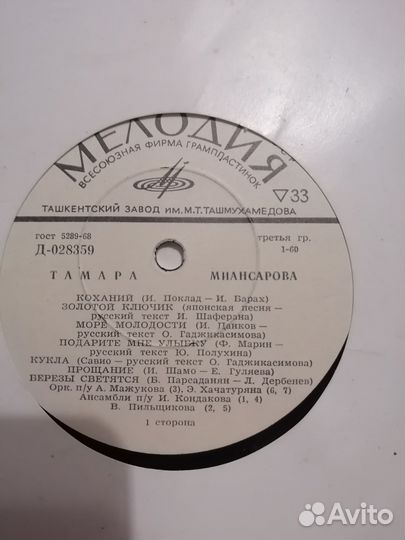 МЕЛОДИЯ
ВСЕСОЮЗНАЯ ФИРМА ГРАМПЛАСТИНОК
▽33
ТАШКЕНТСКИЙ ЗАВОД ИМ. М.Т. ТАШМУХАМЕДОВА
гост 5289-68 третья гр.
Д-028359 1-60
ТАМАРА МИАНСАРОВА
КОХАНИЙ (И. Поклад — И. Барах)
ЗОЛОТОЙ КЛЮЧИК (японская песня —
русский текст И. Шаферана)
МОРЕ МОЛОДОСТИ (И. Цанков —
русский текст О. Гаджикасимова)
ПОДАРИТЕ МНЕ УЛЫБКУ (Ф. Марин —
русский текст Ю. Полухина)
КУКЛА (Савио — русский текст О. Гаджикасимова)
ПРОЩАНИЕ (И. Шамо — Е. Гуляева)
БЕРЕЗЫ СВЕТЯТСЯ (Б. Парсаданян — Л. Дербенев)
Орк. п/у А. Мажукова (3), Э. Хачатуряна (6, 7)
Ансамбли п/у И. Кондакова (1, 4)
В. Пильщикова (2, 5)
1 сторона
Avito